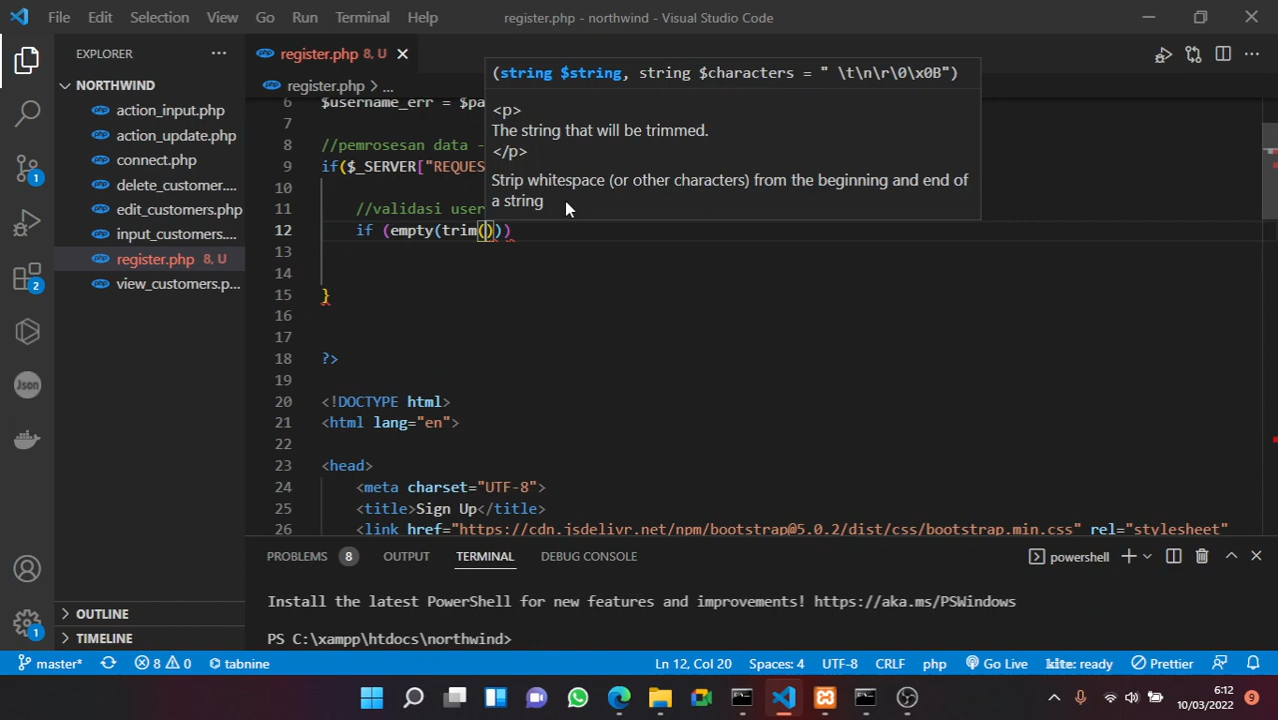 File Edit Selection View Go Run Terminal Help register.php - northwind - Visual Studio Code
EXPLORER
register.php 8, U
NORTHWIND
action_input.php
action_update.php
connect.php
delete_customer....
edit_customers.php
input_customers....
register.php 8, U
view_customers.p...
OUTLINE
TIMELINE
1
2
1
Json
register.php > ...
(string $string, string $characters = " \t\n\r\0\x0B")
<p>
The string that will be trimmed.
</p>
Strip whitespace (or other characters) from the beginning and end of
a string
6 $username_err = $pa
7
8 //pemrosesan data -
9 if($_SERVER["REQUES
10
11 //validasi user
12 if (empty(trim()))
13
14
15 }
16
17
18 ?>
19
20 <!DOCTYPE html>
21 <html lang="en">
22
23 <head>
24 <meta charset="UTF-8">
25 <title>Sign Up</title>
26 <link href="https://cdn.jsdelivr.net/npm/bootstrap@5.0.2/dist/css/bootstrap.min.css" rel="stylesheet"
PROBLEMS 8 OUTPUT TERMINAL DEBUG CONSOLE powershell
Install the latest PowerShell for new features and improvements! https://aka.ms/PSWindows
PS C:\xampp\htdocs\northwind>
master* 8 0 tabnine Ln 12, Col 20 Spaces: 4 UTF-8 CRLF php Go Live kite: ready Prettier
6:12
10/03/2022
9